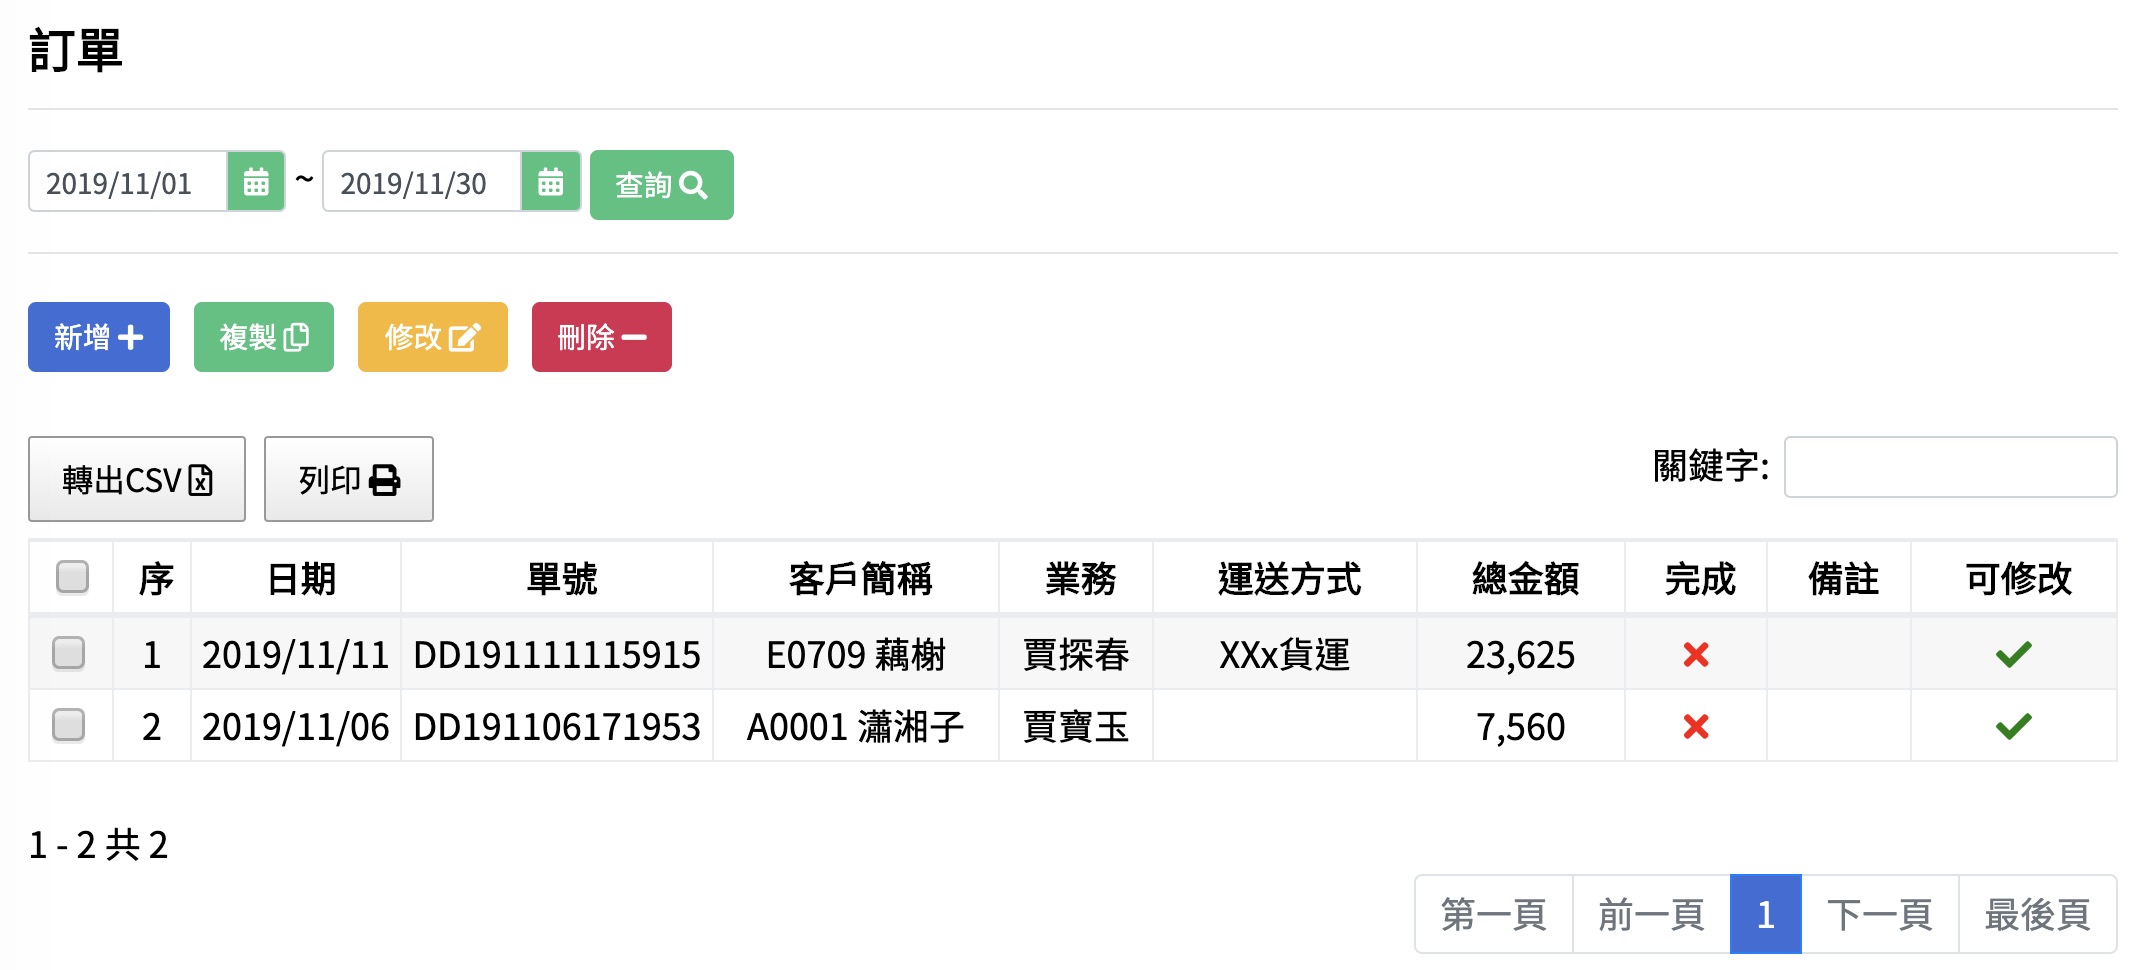 訂單
2019/11/01 ~ 2019/11/30 查詢
新增 複製 修改 刪除
轉出CSV 列印 關鍵字:
序 日期 單號 客戶簡稱 業務 運送方式 總金額 完成 備註 可修改
1 2019/11/11 DD191111115915 E0709 藕榭 賈探春 XXx貨運 23,625
2 2019/11/06 DD191106171953 A0001 瀟湘子 賈寶玉 7,560
1 - 2 共 2
第一頁 前一頁 1 下一頁 最後頁